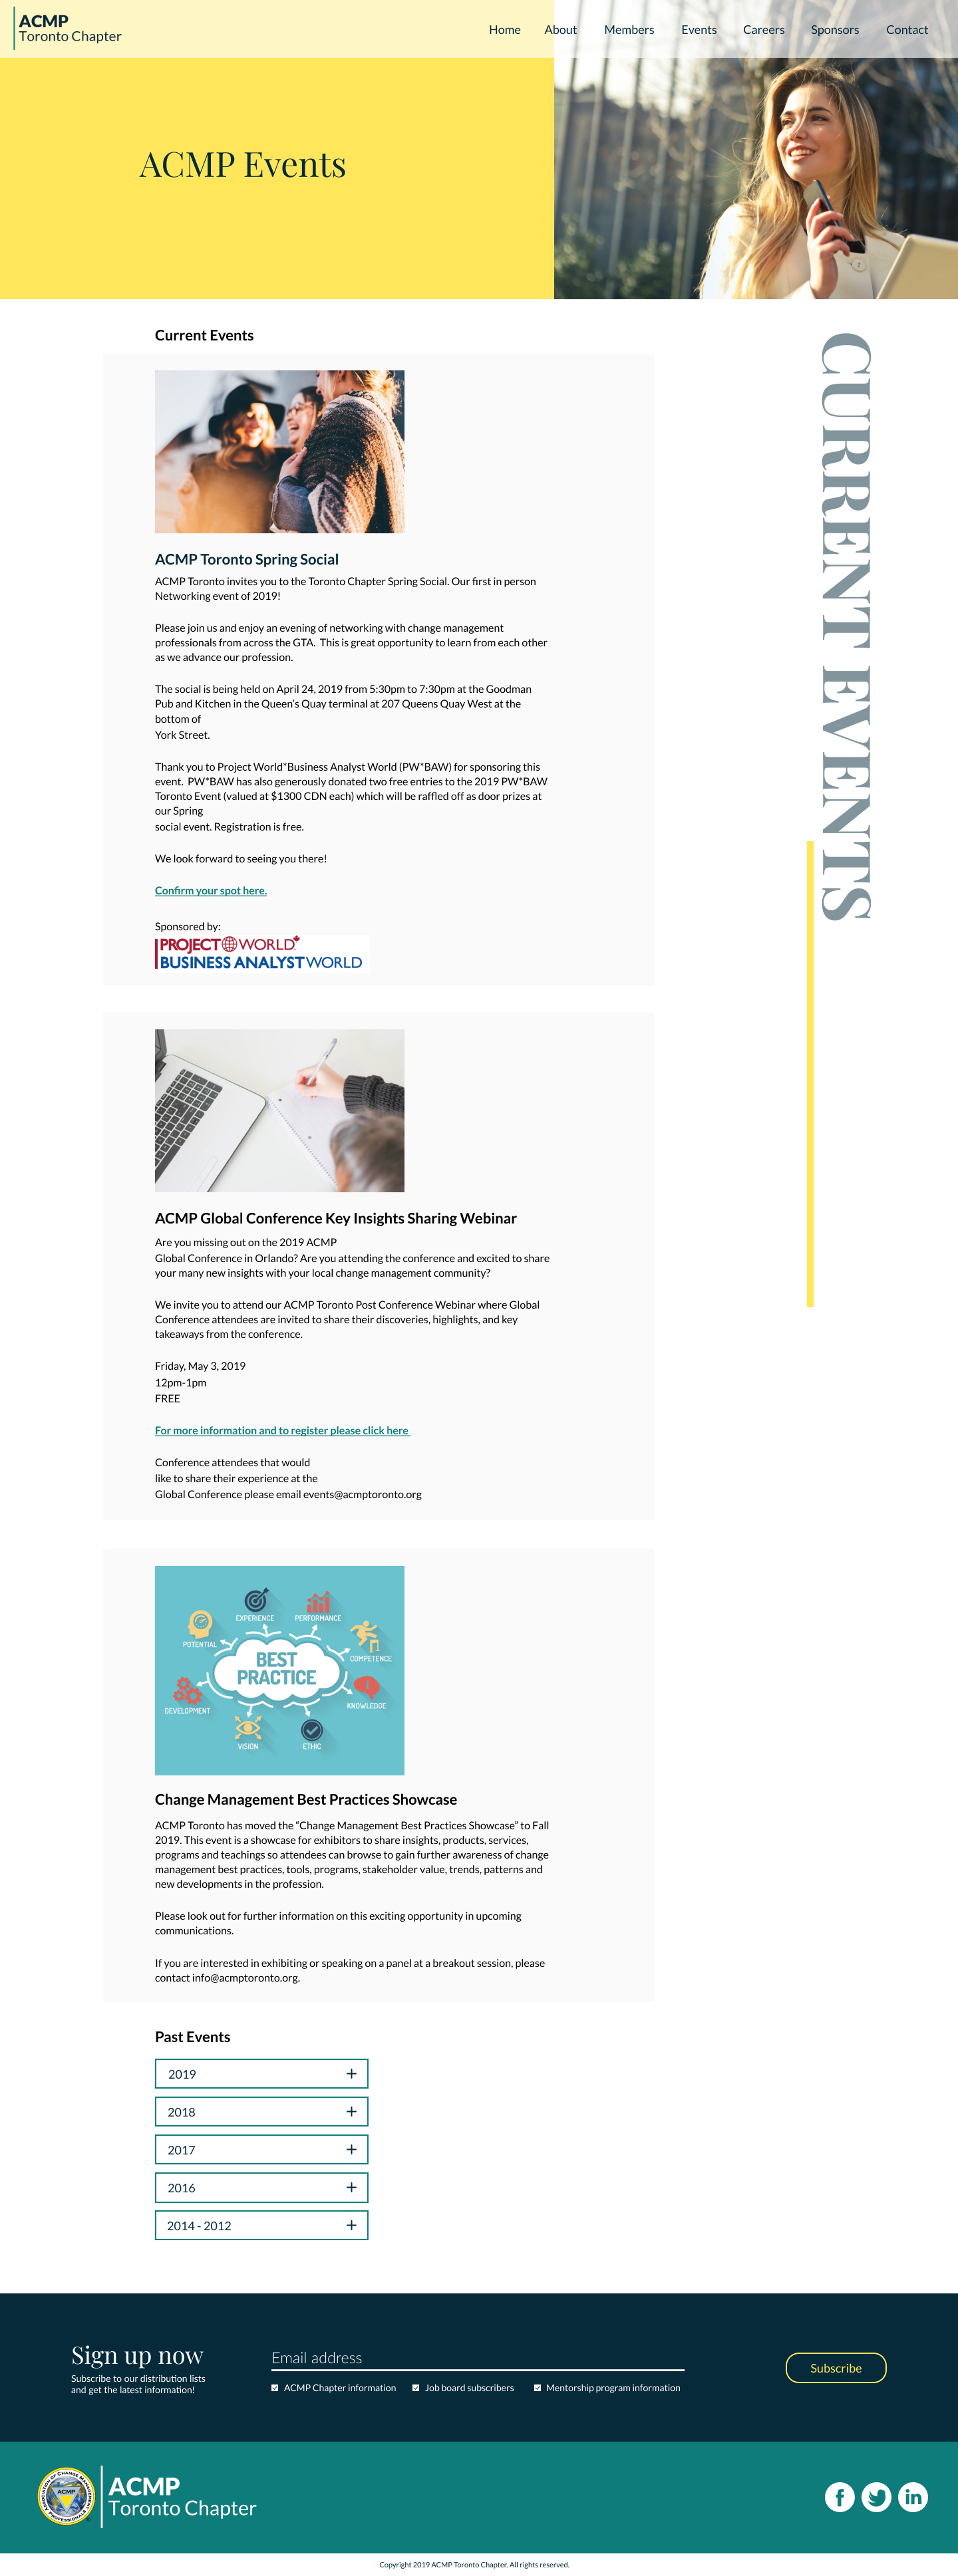 ACMP
Toronto Chapter
Home About Members Events Careers Sponsors Contact
ACMP Events
Current Events
CURRENT EVENTS
ACMP Toronto Spring Social
ACMP Toronto invites you to the Toronto Chapter Spring Social. Our first in person
Networking event of 2019!
Please join us and enjoy an evening of networking with change management
professionals from across the GTA. This is great opportunity to learn from each other
as we advance our profession.
The social is being held on April 24, 2019 from 5:30pm to 7:30pm at the Goodman
Pub and Kitchen in the Queen's Quay terminal at 207 Queens Quay West at the
bottom of
York Street.
Thank you to Project World*Business Analyst World (PW*BAW) for sponsoring this
event. PW*BAW has also generously donated two free entries to the 2019 PW*BAW
Toronto Event (valued at $1300 CDN each) which will be raffled off as door prizes at
our Spring
social event. Registration is free.
We look forward to seeing you there!
Confirm your spot here.
Sponsored by:
PROJECT WORLD
BUSINESS ANALYST WORLD
ACMP Global Conference Key Insights Sharing Webinar
Are you missing out on the 2019 ACMP
Global Conference in Orlando? Are you attending the conference and excited to share
your many new insights with your local change management community?
We invite you to attend our ACMP Toronto Post Conference Webinar where Global
Conference attendees are invited to share their discoveries, highlights, and key
takeaways from the conference.
Friday, May 3, 2019
12pm-1pm
FREE
For more information and to register please click here
Conference attendees that would
like to share their experience at the
Global Conference please email events@acmptoronto.org
EXPERIENCE PERFORMANCE
POTENTIAL
COMPETENCE
BEST
PRACTICE
DEVELOPMENT
KNOWLEDGE
VISION
ETHIC
Change Management Best Practices Showcase
ACMP Toronto has moved the “Change Management Best Practices Showcase” to Fall
2019. This event is a showcase for exhibitors to share insights, products, services,
programs and teachings so attendees can browse to gain further awareness of change
management best practices, tools, programs, stakeholder value, trends, patterns and
new developments in the profession.
Please look out for further information on this exciting opportunity in upcoming
communications.
If you are interested in exhibiting or speaking on a panel at a breakout session, please
contact info@acmptoronto.org.
Past Events
2019 +
2018 +
2017 +
2016 +
2014 - 2012 +
Sign up now
Subscribe to our distribution lists
and get the latest information!
Email address
ACMP Chapter information Job board subscribers Mentorship program information
Subscribe
ASSOCIATION OF CHANGE MANAGEMENT PROFESSIONALS
ACMP
ACMP
Toronto Chapter
Copyright 2019 ACMP Toronto Chapter. All rights reserved.